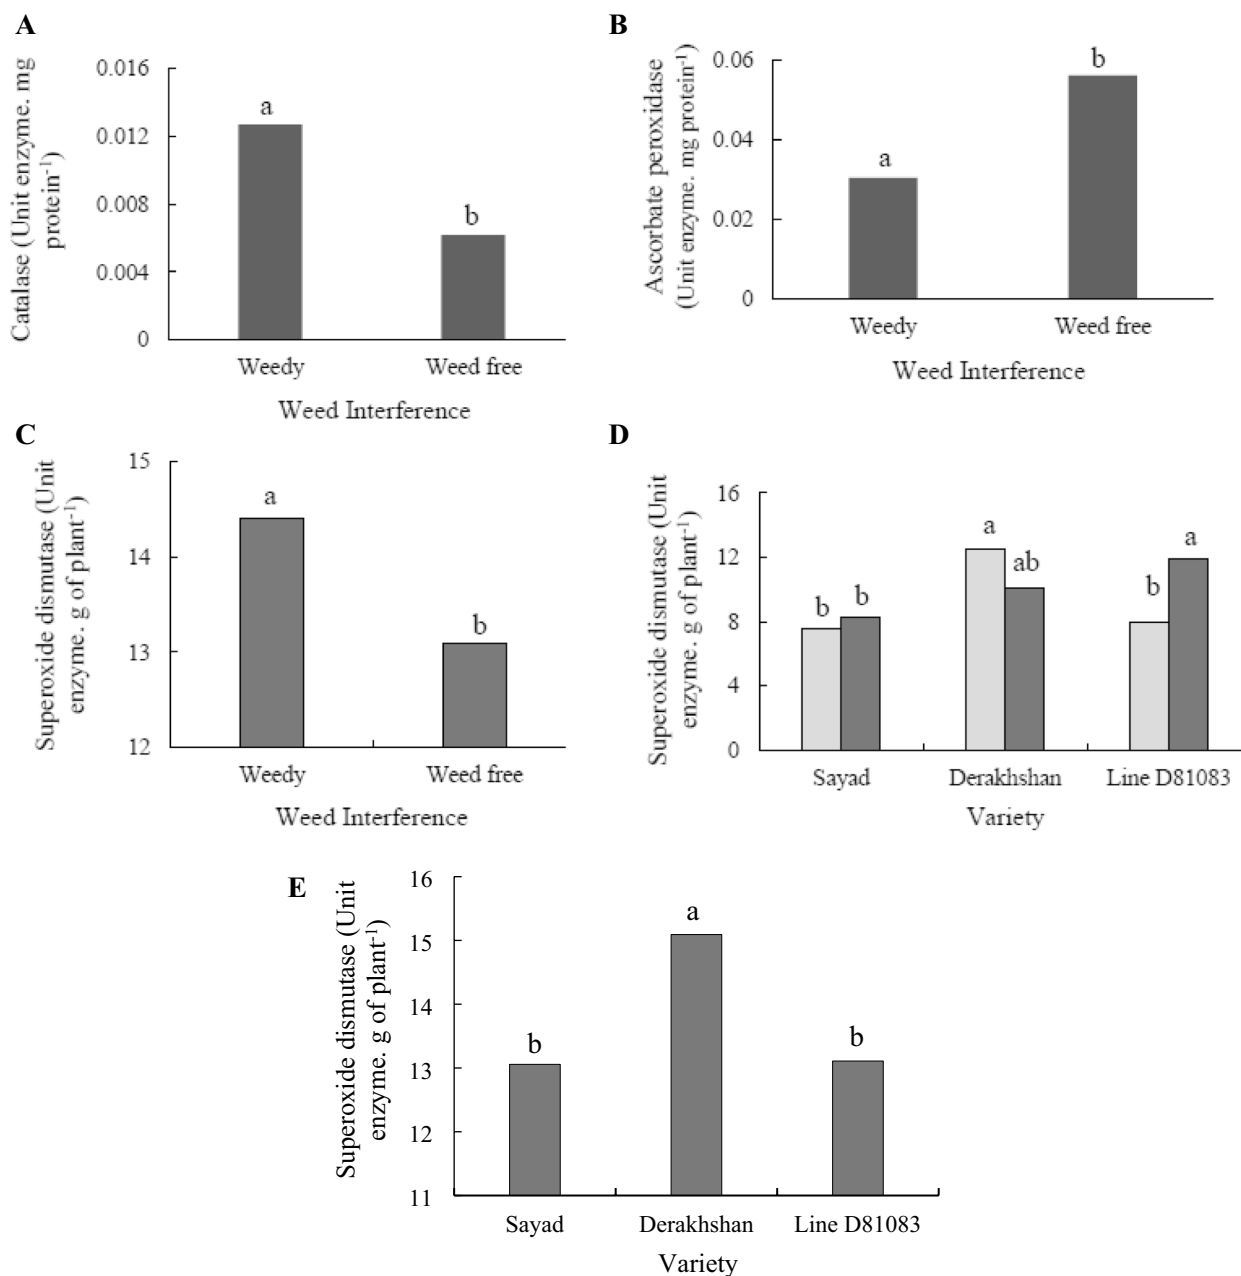 A
Catalase (Unit enzyme. mg
protein⁻¹)
0.016
0.012
0.008
0.004
0
a
b
Weedy
Weed free
Weed Interference
B
Ascorbate peroxidase
(Unit enzyme. mg protein⁻¹)
0.06
0.04
0.02
0
a
b
Weedy
Weed free
Weed Interference
C
Superoxide dismutase (Unit
enzyme. g of plant⁻¹)
15
14
13
12
a
b
Weedy
Weed free
Weed Interference
D
Superoxide dismutase (Unit
enzyme. g of plant⁻¹)
16
12
8
4
0
b
b
a
ab
b
a
Sayad
Derakhshan
Line D81083
Variety
E
Superoxide dismutase (Unit
enzyme. g of plant⁻¹)
16
15
14
13
12
11
b
a
b
Sayad
Derakhshan
Line D81083
Variety